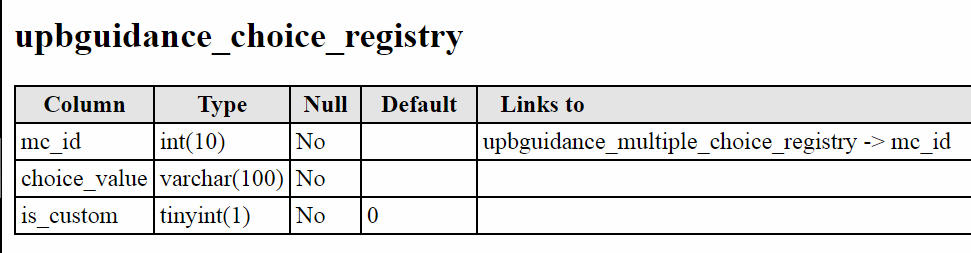 upbguidance_choice_registry
Column Type Null Default Links to
mc_id int(10) No upbguidance_multiple_choice_registry -> mc_id
choice_value varchar(100) No
is_custom tinyint(1) No 0